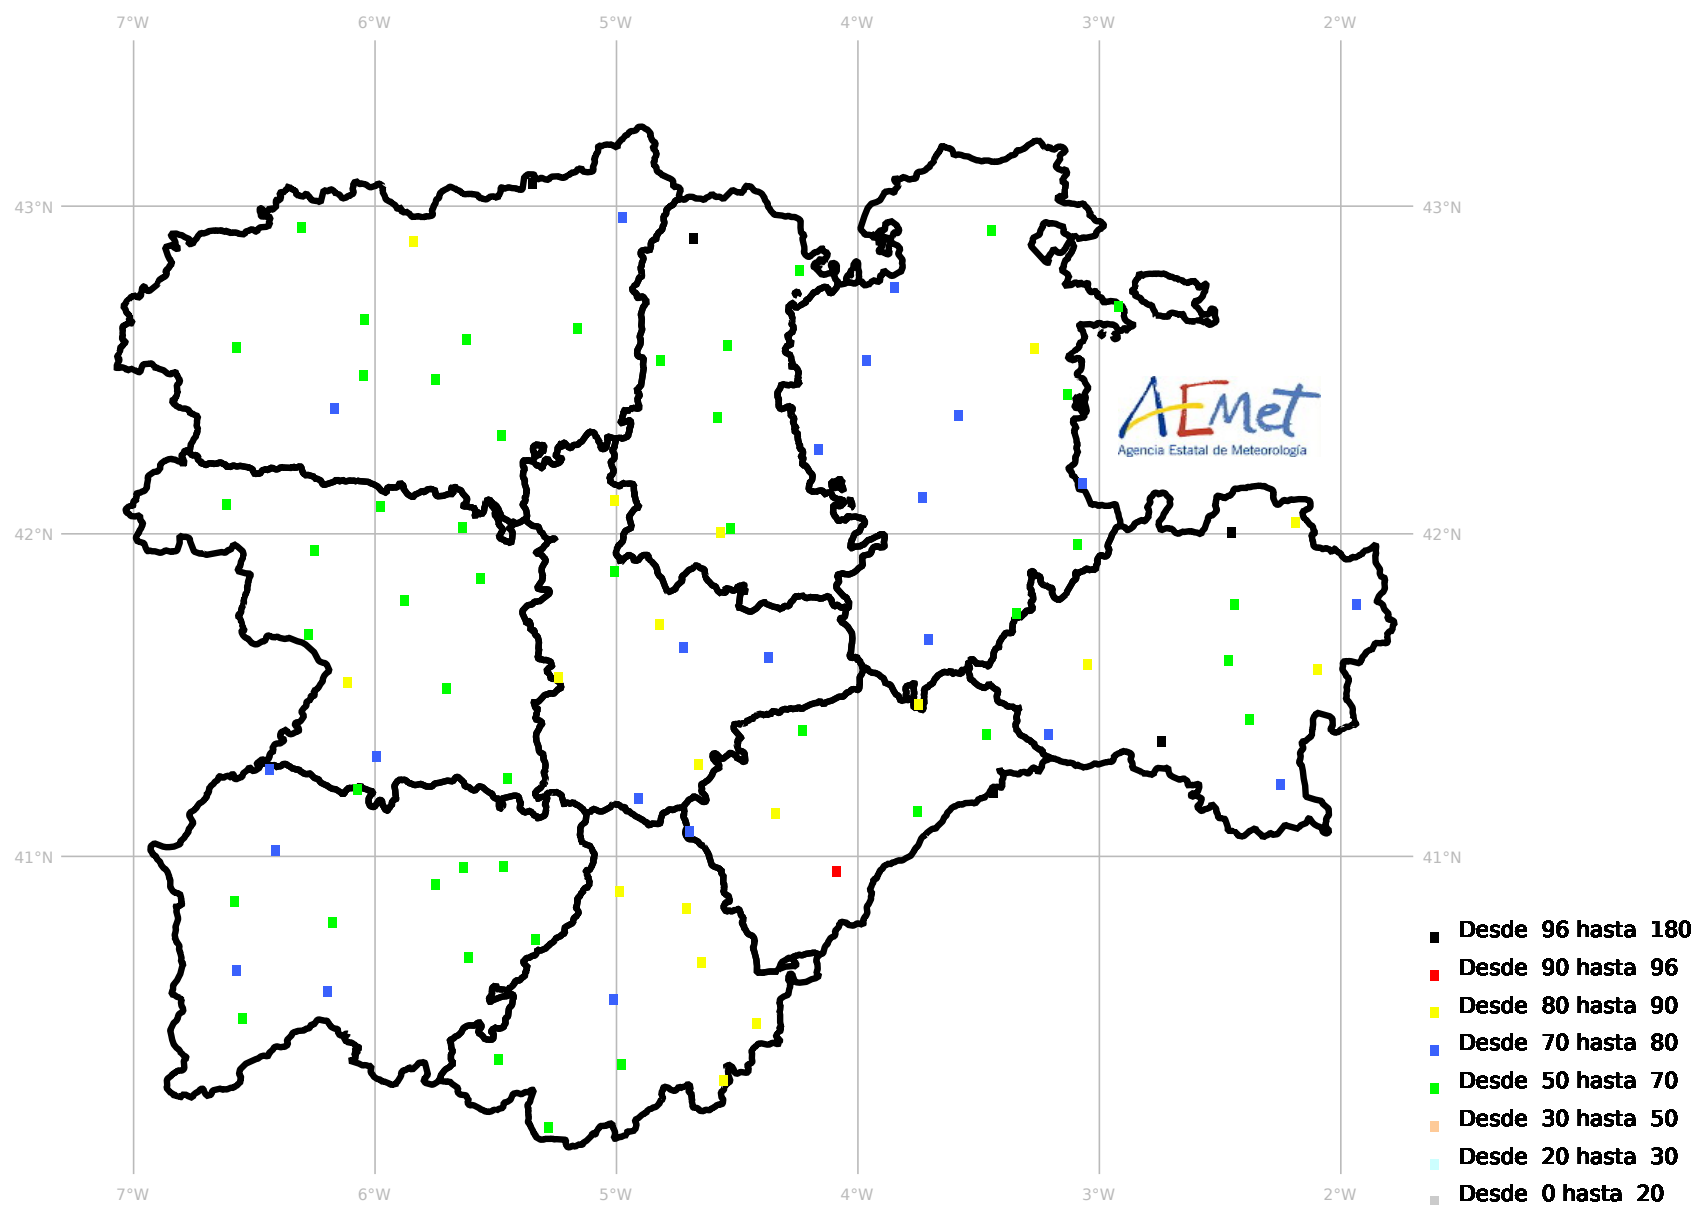 7°W 6°W 5°W 4°W 3°W 2°W
43°N 43°N
AEMet
Agencia Estatal de Meteorología
42°N 42°N
41°N 41°N
Desde 96 hasta 180
Desde 90 hasta 96
Desde 80 hasta 90
Desde 70 hasta 80
Desde 50 hasta 70
Desde 30 hasta 50
Desde 20 hasta 30
Desde 0 hasta 20
7°W 6°W 5°W 4°W 3°W 2°W